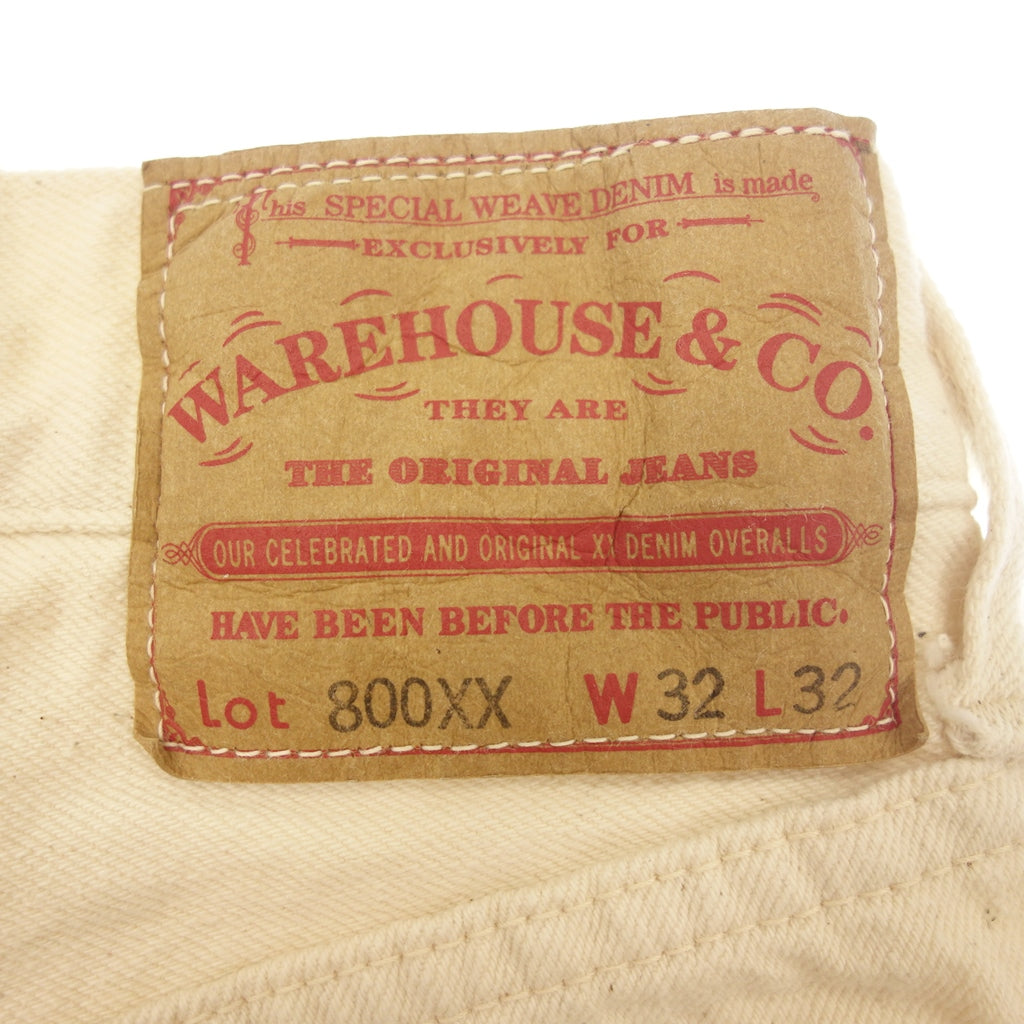 This SPECIAL WEAVE DENIM is made
EXCLUSIVELY FOR
WAREHOUSE & CO.
THEY ARE
THE ORIGINAL JEANS
OUR CELEBRATED AND ORIGINAL XX DENIM OVERALLS
HAVE BEEN BEFORE THE PUBLIC.
Lot 800XX W 32 L 32